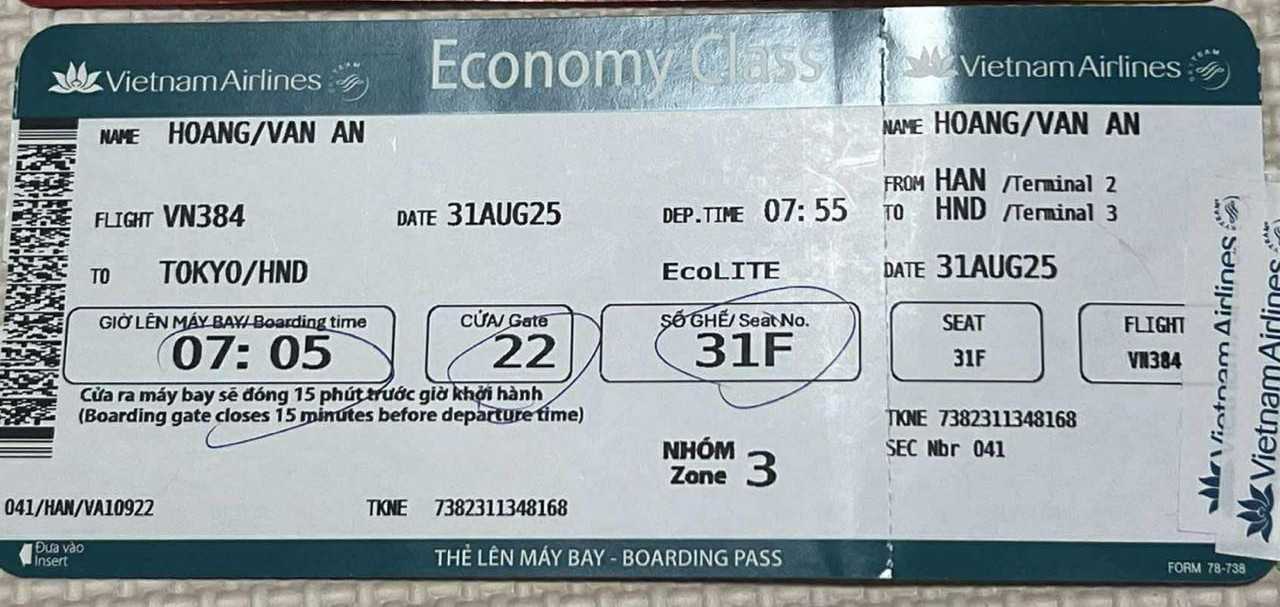 Economy Class
Vietnam Airlines SKYTEAM
Vietnam Airlines SKYTEAM
NAME HOANG/VAN AN
FLIGHT VN384 DATE 31AUG25 DEP.TIME 07:55
TO TOKYO/HND EcoLITE
GIỜ LÊN MÁY BAY/ Boarding time
07:05
CỬA/ Gate
22
SỐ GHẾ/ Seat No.
31F
Cửa ra máy bay sẽ đóng 15 phút trước giờ khởi hành
(Boarding gate closes 15 minutes before departure time)
NHÓM
Zone 3
041/HAN/VA10922 TKNE 7382311348168
Đưa vào
Insert
THẺ LÊN MÁY BAY - BOARDING PASS
NAME HOANG/VAN AN
FROM HAN /Terminal 2
TO HND /Terminal 3
DATE 31AUG25
SEAT
31F
FLIGHT
VN384
TKNE 7382311348168
SEC Nbr 041
FORM 78-738
Vietnam Airlines
Vietnam Airlines